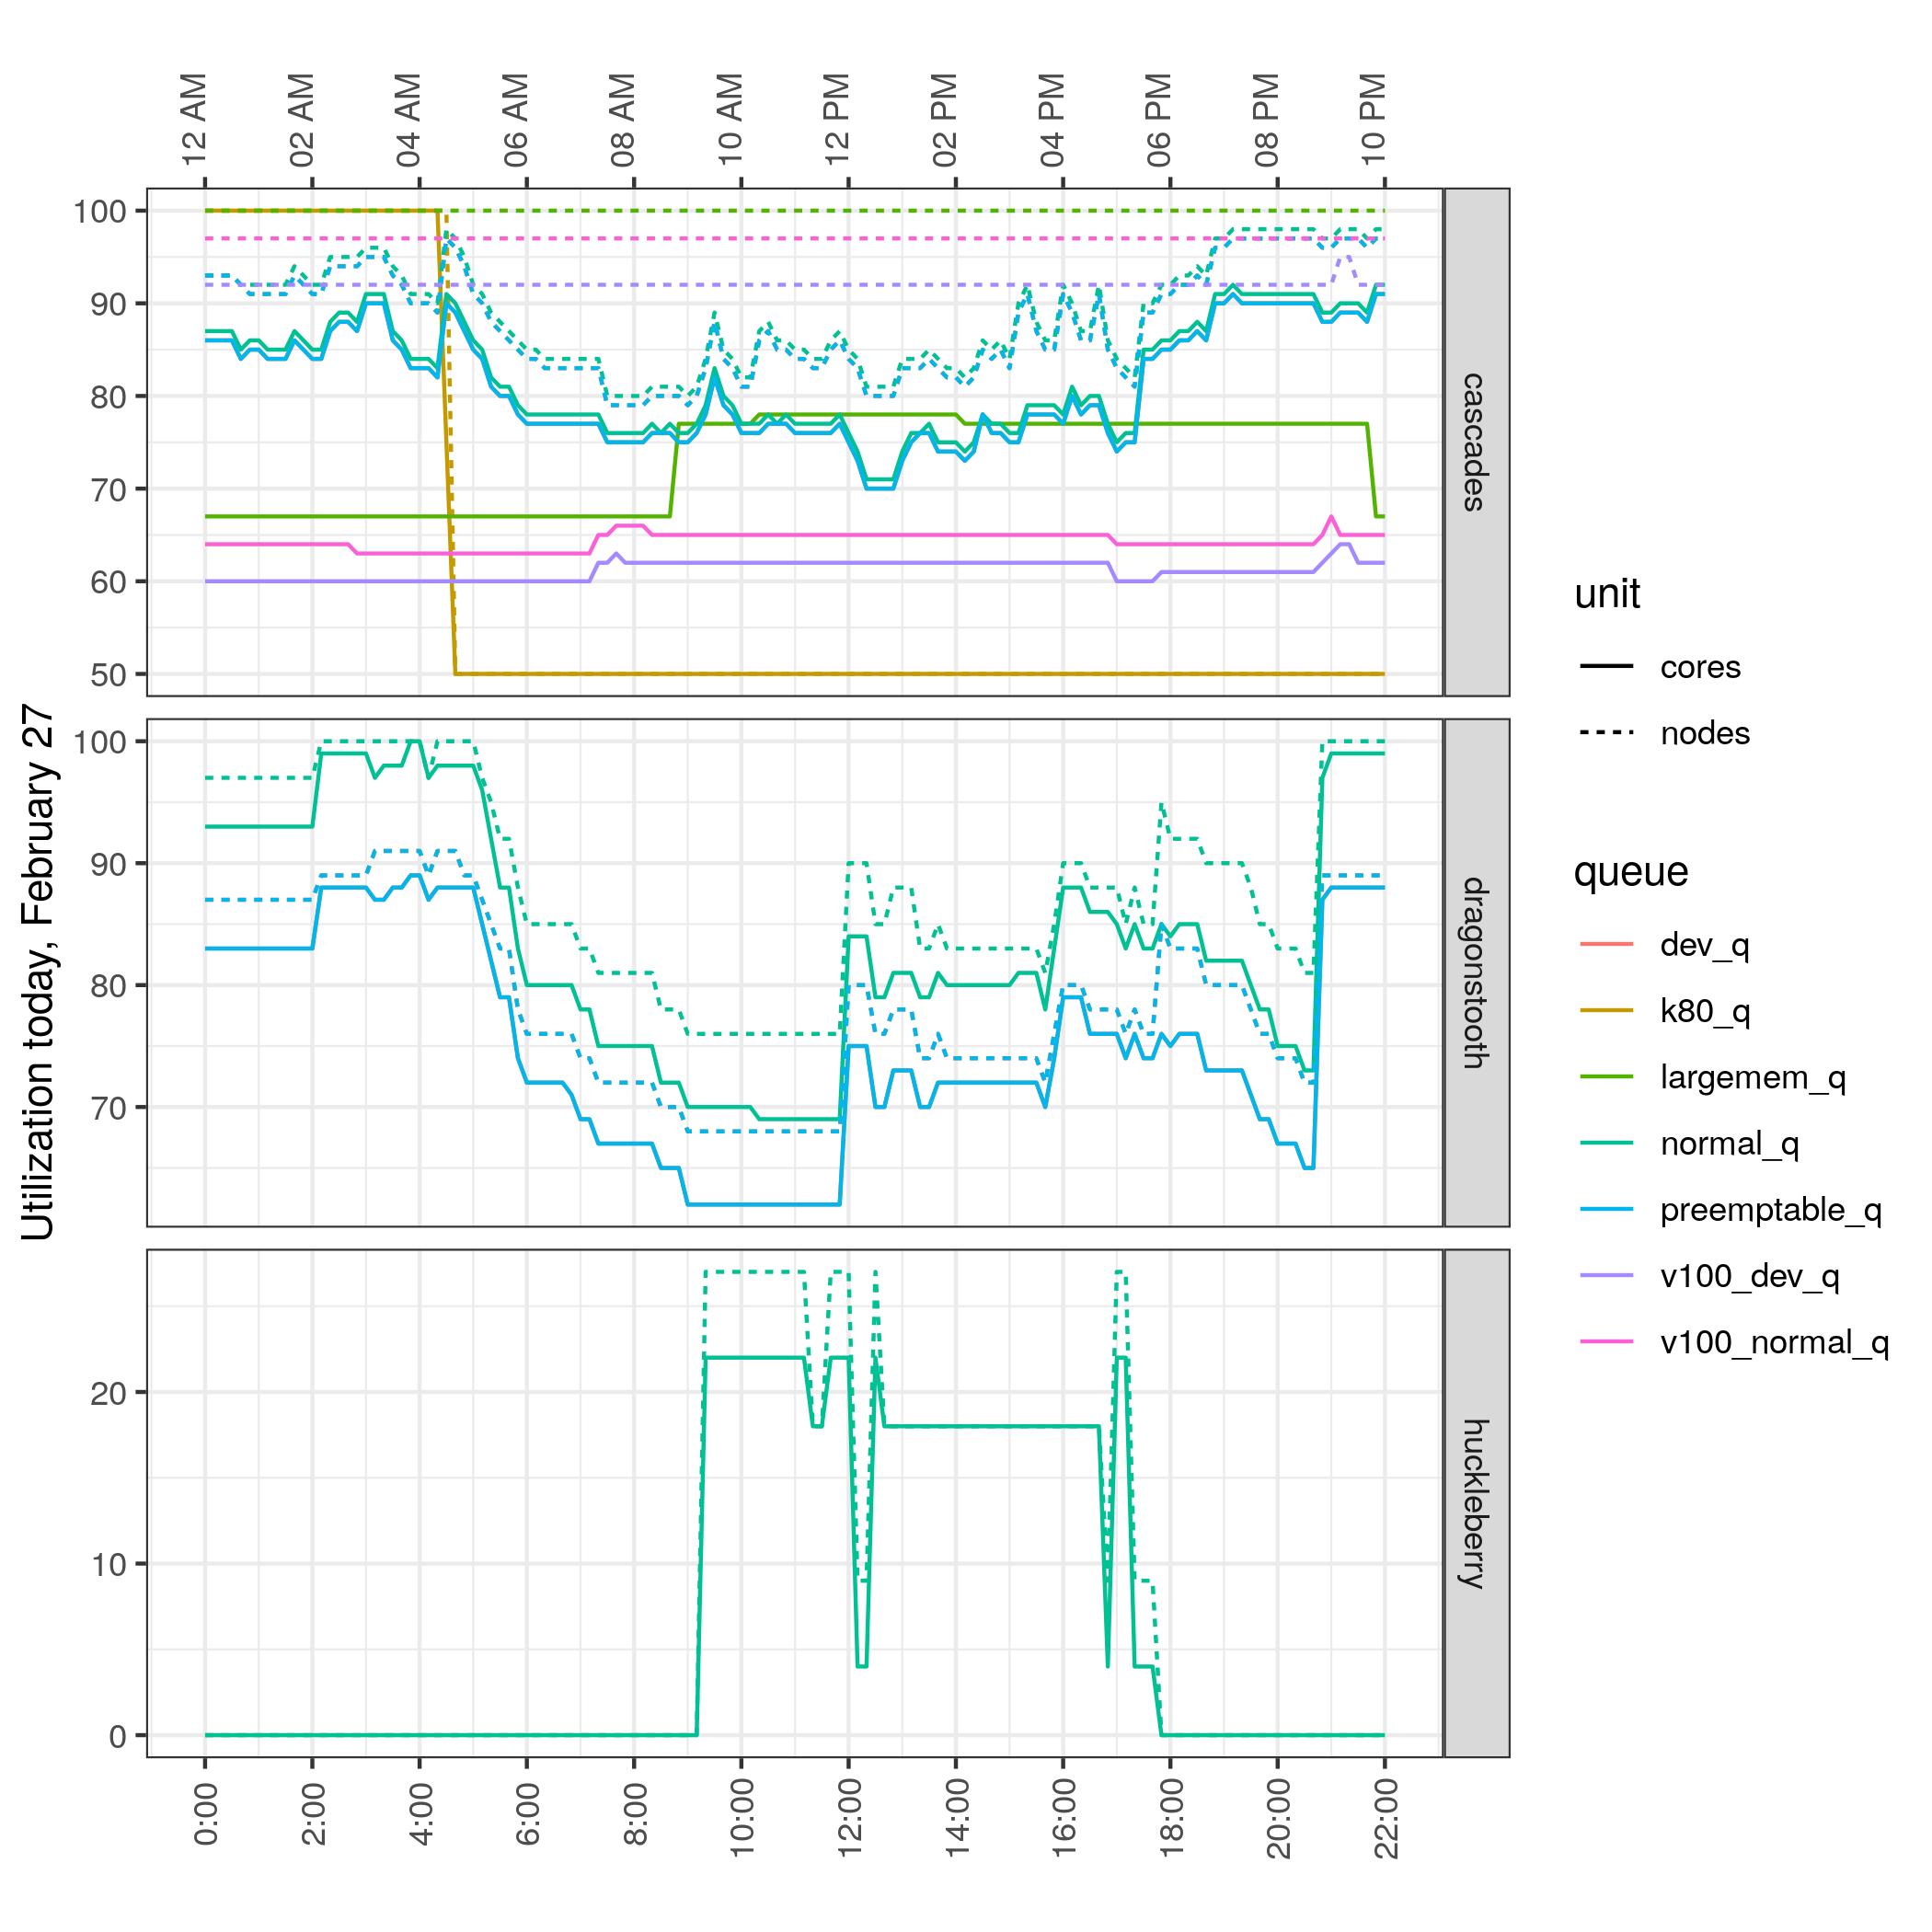 12 AM
02 AM
04 AM
06 AM
08 AM
10 AM
12 PM
02 PM
04 PM
06 PM
08 PM
10 PM
Utilization today, February 27
100
90
80
70
60
50
cascades
100
90
80
70
dragonstooth
20
10
0
huckleberry
0:00
2:00
4:00
6:00
8:00
10:00
12:00
14:00
16:00
18:00
20:00
22:00
unit
cores
nodes
queue
dev_q
k80_q
largemem_q
normal_q
preemptable_q
v100_dev_q
v100_normal_q